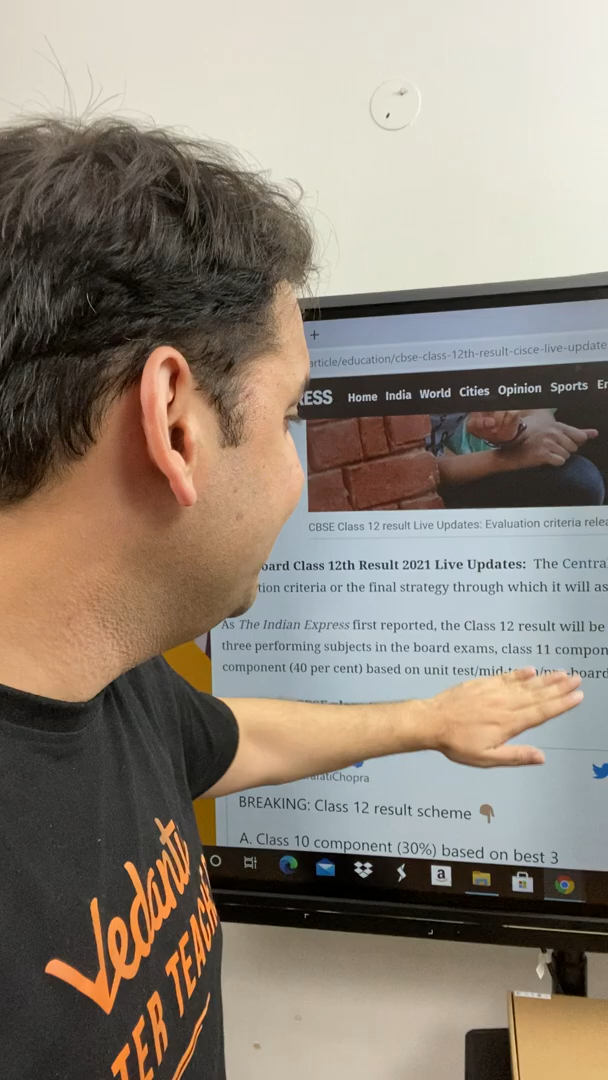 +
article/education/cbse-class-12th-result-cisce-live-update
ESS Home India World Cities Opinion Sports
CBSE Class 12 result Live Updates: Evaluation criteria
oard Class 12th Result 2021 Live Updates: The Centra
tion criteria or the final strategy through which it will as
As The Indian Express first reported, the Class 12 result will be
three performing subjects in the board exams, class 11 compon
component (40 per cent) based on unit
BREAKING: Class 12 result scheme 👇🏾
A. Class 10 component (30%) based on best 3
a
Vedant
TER TEACH